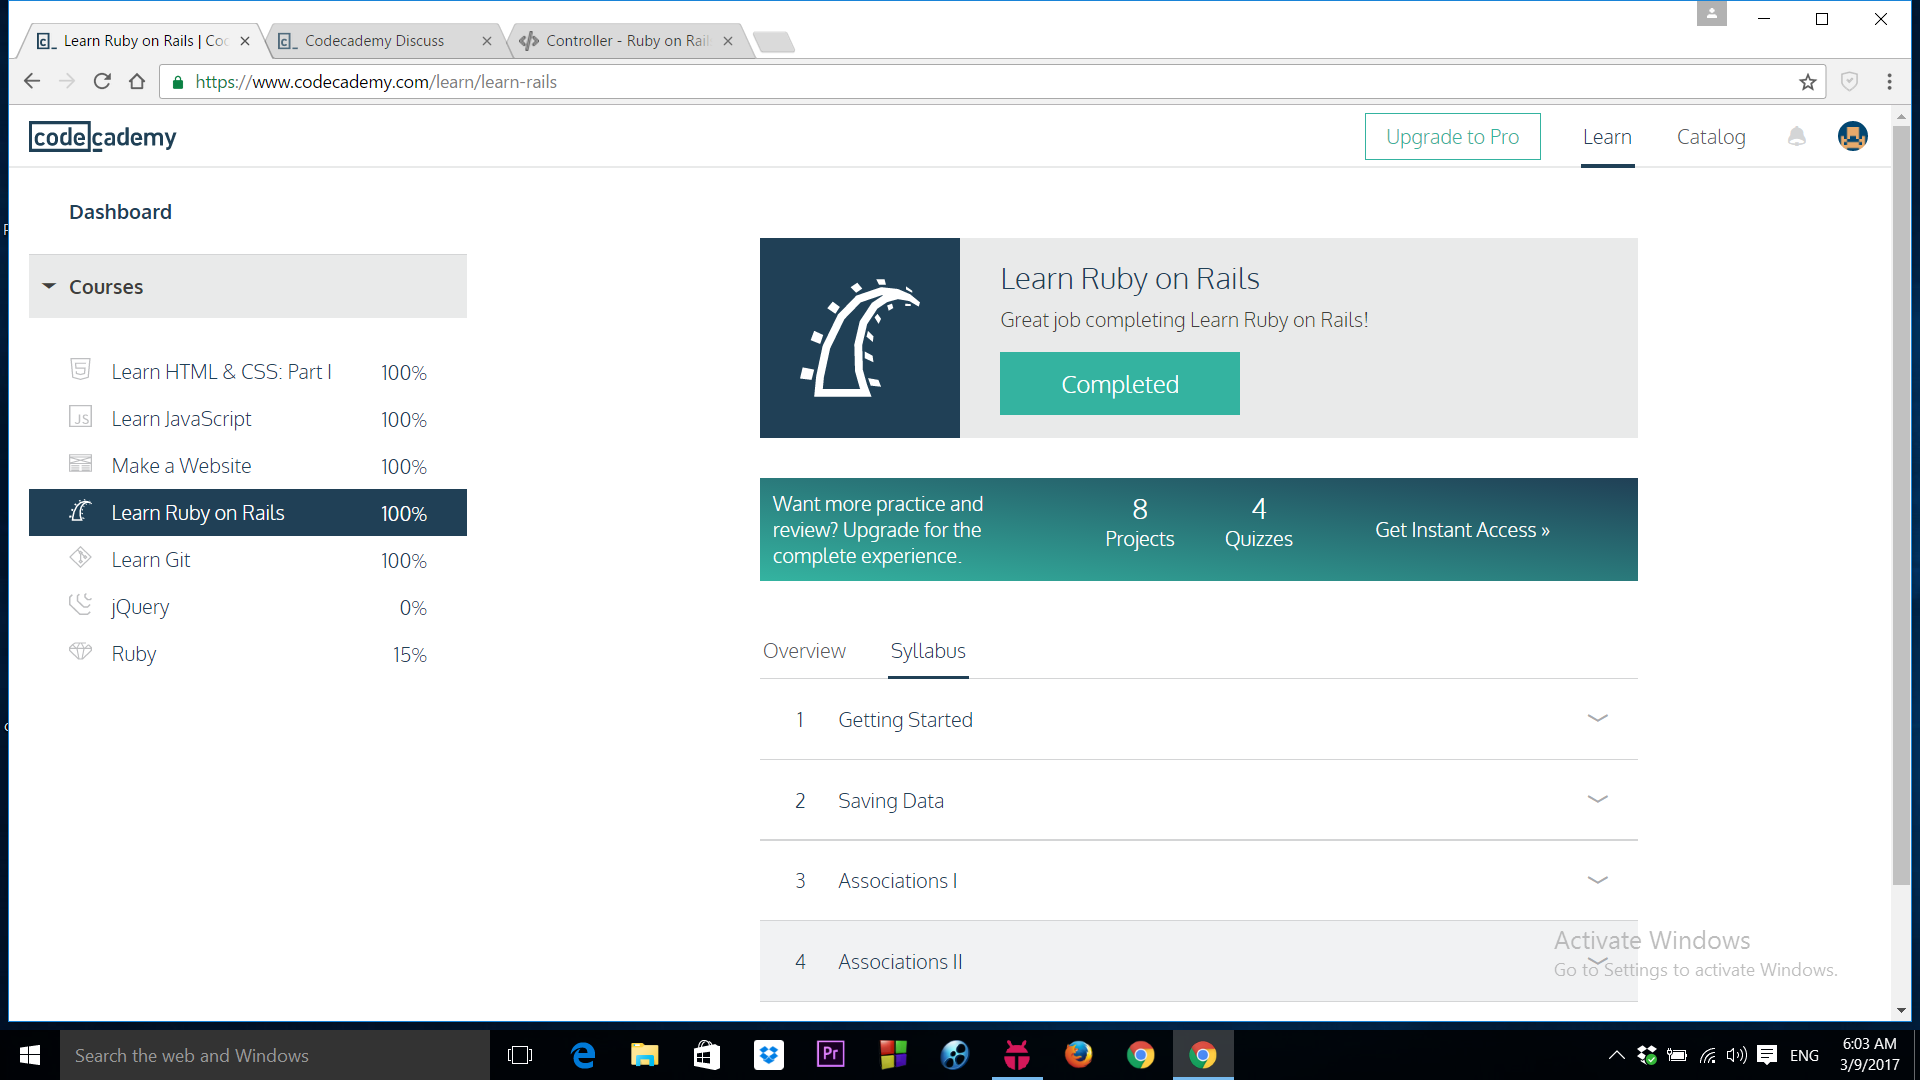 Learn Ruby on Rails | Coc
Codecademy Discuss
Controller - Ruby on Rail
https://www.codecademy.com/learn/learn-rails
codecademy
Upgrade to Pro
Learn
Catalog
Dashboard
Courses
Learn HTML & CSS: Part I 100%
Learn JavaScript 100%
JS
Make a Website 100%
Learn Ruby on Rails 100%
Learn Git 100%
jQuery 0%
Ruby 15%
Learn Ruby on Rails
Great job completing Learn Ruby on Rails!
Completed
Want more practice and
review? Upgrade for the
complete experience.
8
Projects
4
Quizzes
Get Instant Access »
Overview
Syllabus
1 Getting Started
2 Saving Data
3 Associations I
4 Associations II
Activate Windows
Go to Settings to activate Windows.
Search the web and Windows
Pr
ENG
6:03 AM
3/9/2017